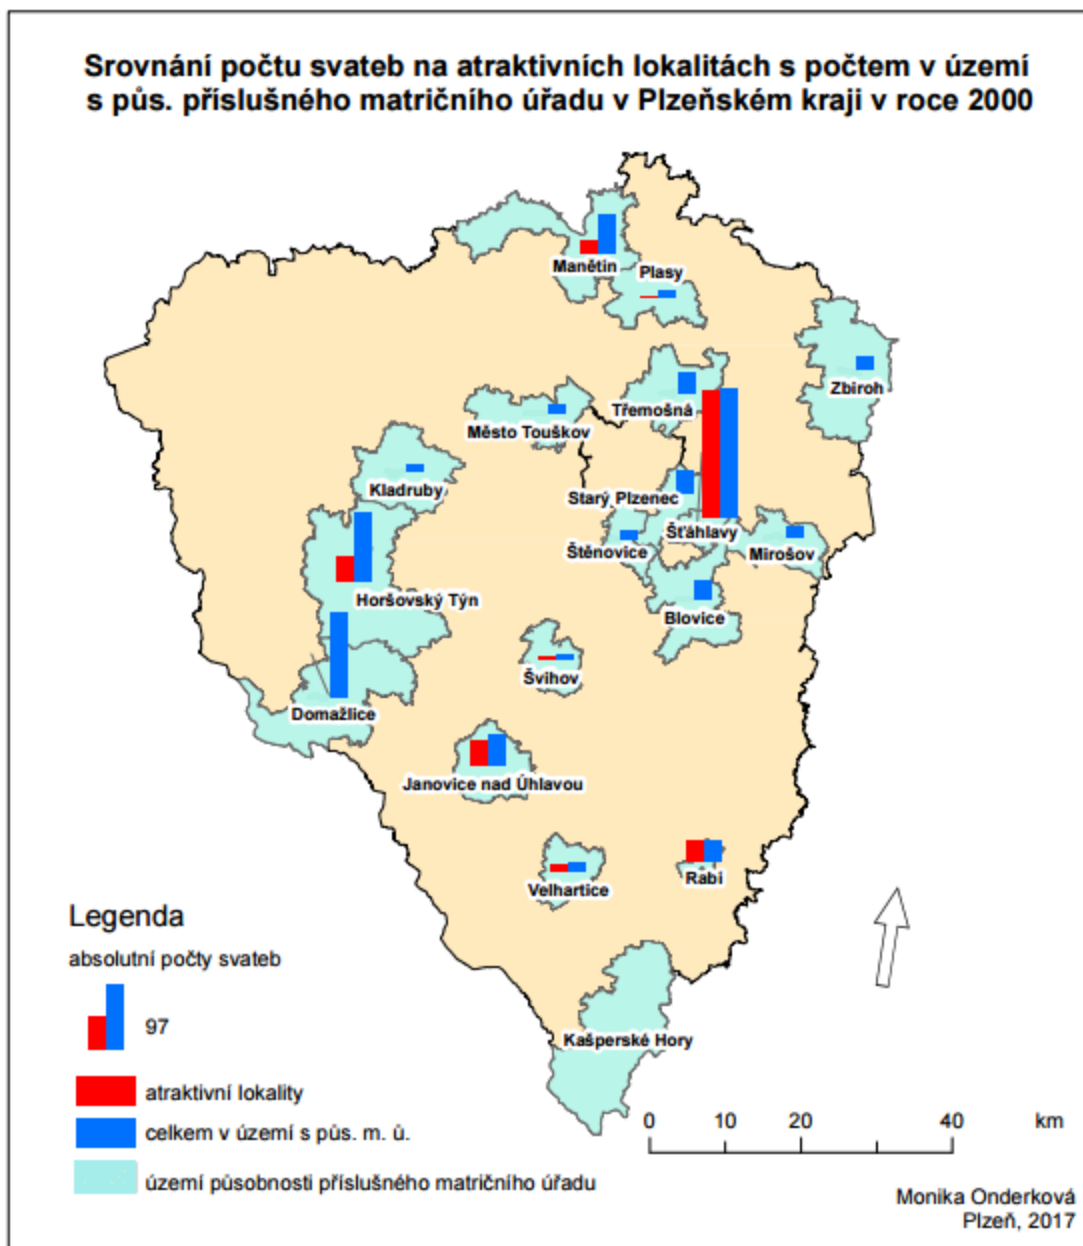 Srovnání počtu svateb na atraktivních lokalitách s počtem v území
s půs. příslušného matričního úřadu v Plzeňském kraji v roce 2000
Manětín
Plasy
Zbiroh
Třemošná
Město Touškov
Kladruby
Starý Plzenec
Šťáhlavy
Štěnovice
Mirošov
Horšovský Týn
Blovice
Švihov
Domažlice
Janovice nad Úhlavou
Rabí
Velhartice
Kašperské Hory
Legenda
absolutní počty svateb
97
atraktivní lokality
celkem v území s půs. m. ů.
území působnosti příslušného matričního úřadu
0 10 20 40 km
Monika Onderková
Plzeň, 2017